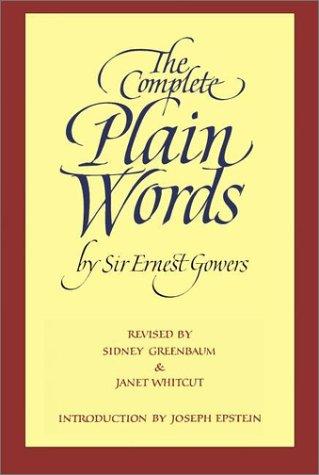 The
Complete
Plain
Words
by Sir Ernest Gowers
REVISED BY
SIDNEY GREENBAUM
&
JANET WHITCUT
INTRODUCTION BY JOSEPH EPSTEIN